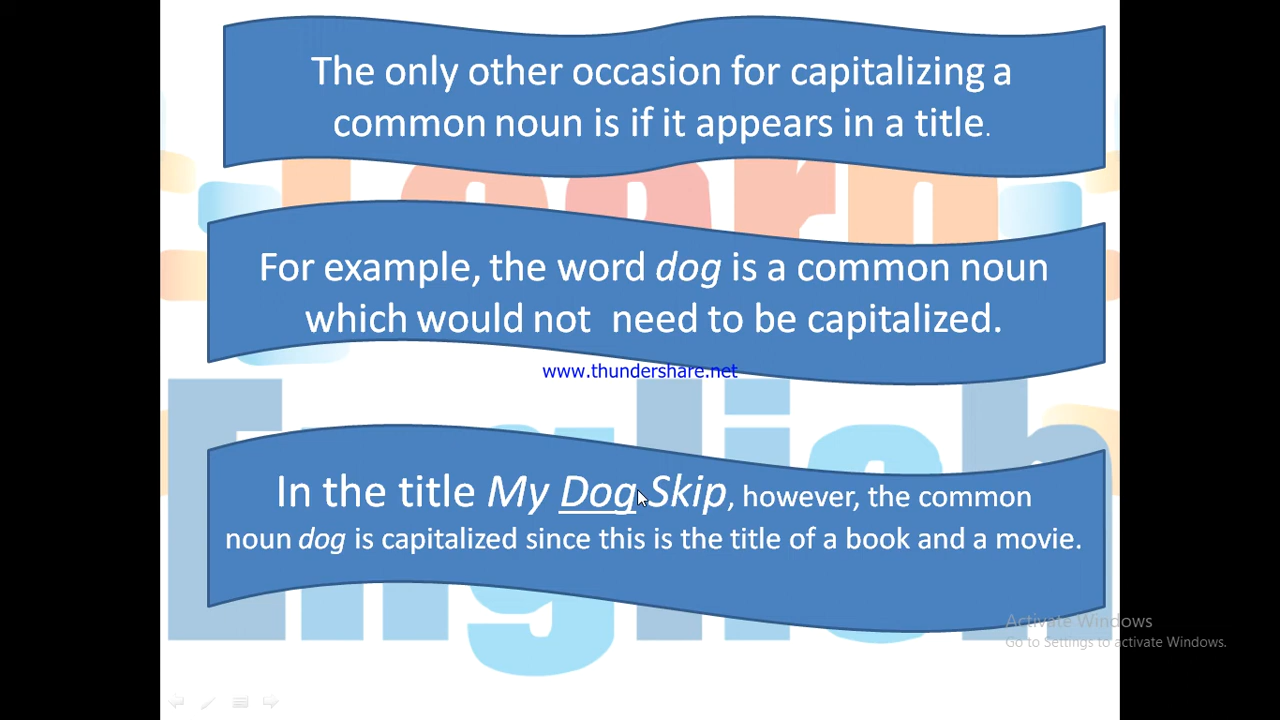 The only other occasion for capitalizing a
common noun is if it appears in a title.
For example, the word dog is a common noun
which would not  need to be capitalized.
www.thundershare.net
In the title My Dog Skip, however, the common
noun dog is capitalized since this is the title of a book and a movie.
Activate Windows
Go to Settings to activate Windows.
Learn
English